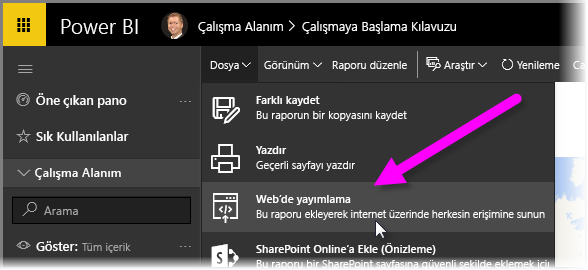 Power BI Çalışma Alanım > Çalışmaya Başlama Kılavuzu
Dosya Görünüm Raporu düzenle Araştır Yenileme
Öne çıkan pano ...
Sık Kullanılanlar
Çalışma Alanım
Arama
Göster: Tüm içerik
Farklı kaydet
Bu raporun bir kopyasını kaydet
Yazdır
Geçerli sayfayı yazdır
Web'de yayımlama
Bu raporu ekleyerek internet üzerinde herkesin erişimine sunun
SharePoint Online'a Ekle (Önizleme)
Bu raporu SharePoint sayfasına güvenli şekilde eklemek için